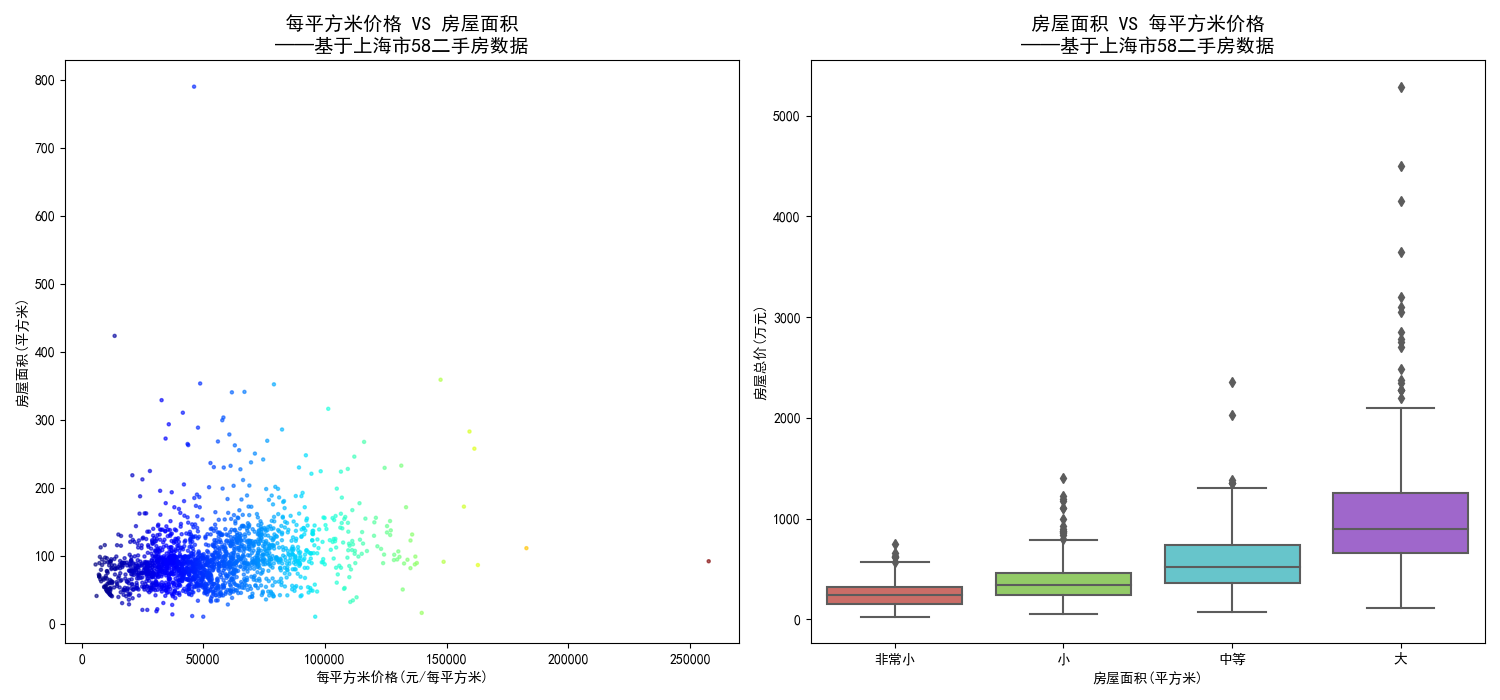 每平方米价格 VS 房屋面积
———基于上海市58二手房数据
800
700
600
500
400
300
200
100
0
房屋面积(平方米)
0
50000
100000
150000
200000
250000
每平方米价格(元/每平方米)
房屋面积 VS 每平方米价格
———基于上海市58二手房数据
5000
4000
3000
2000
1000
0
房屋总价(万元)
非常小
小
中等
大
房屋面积(平方米)